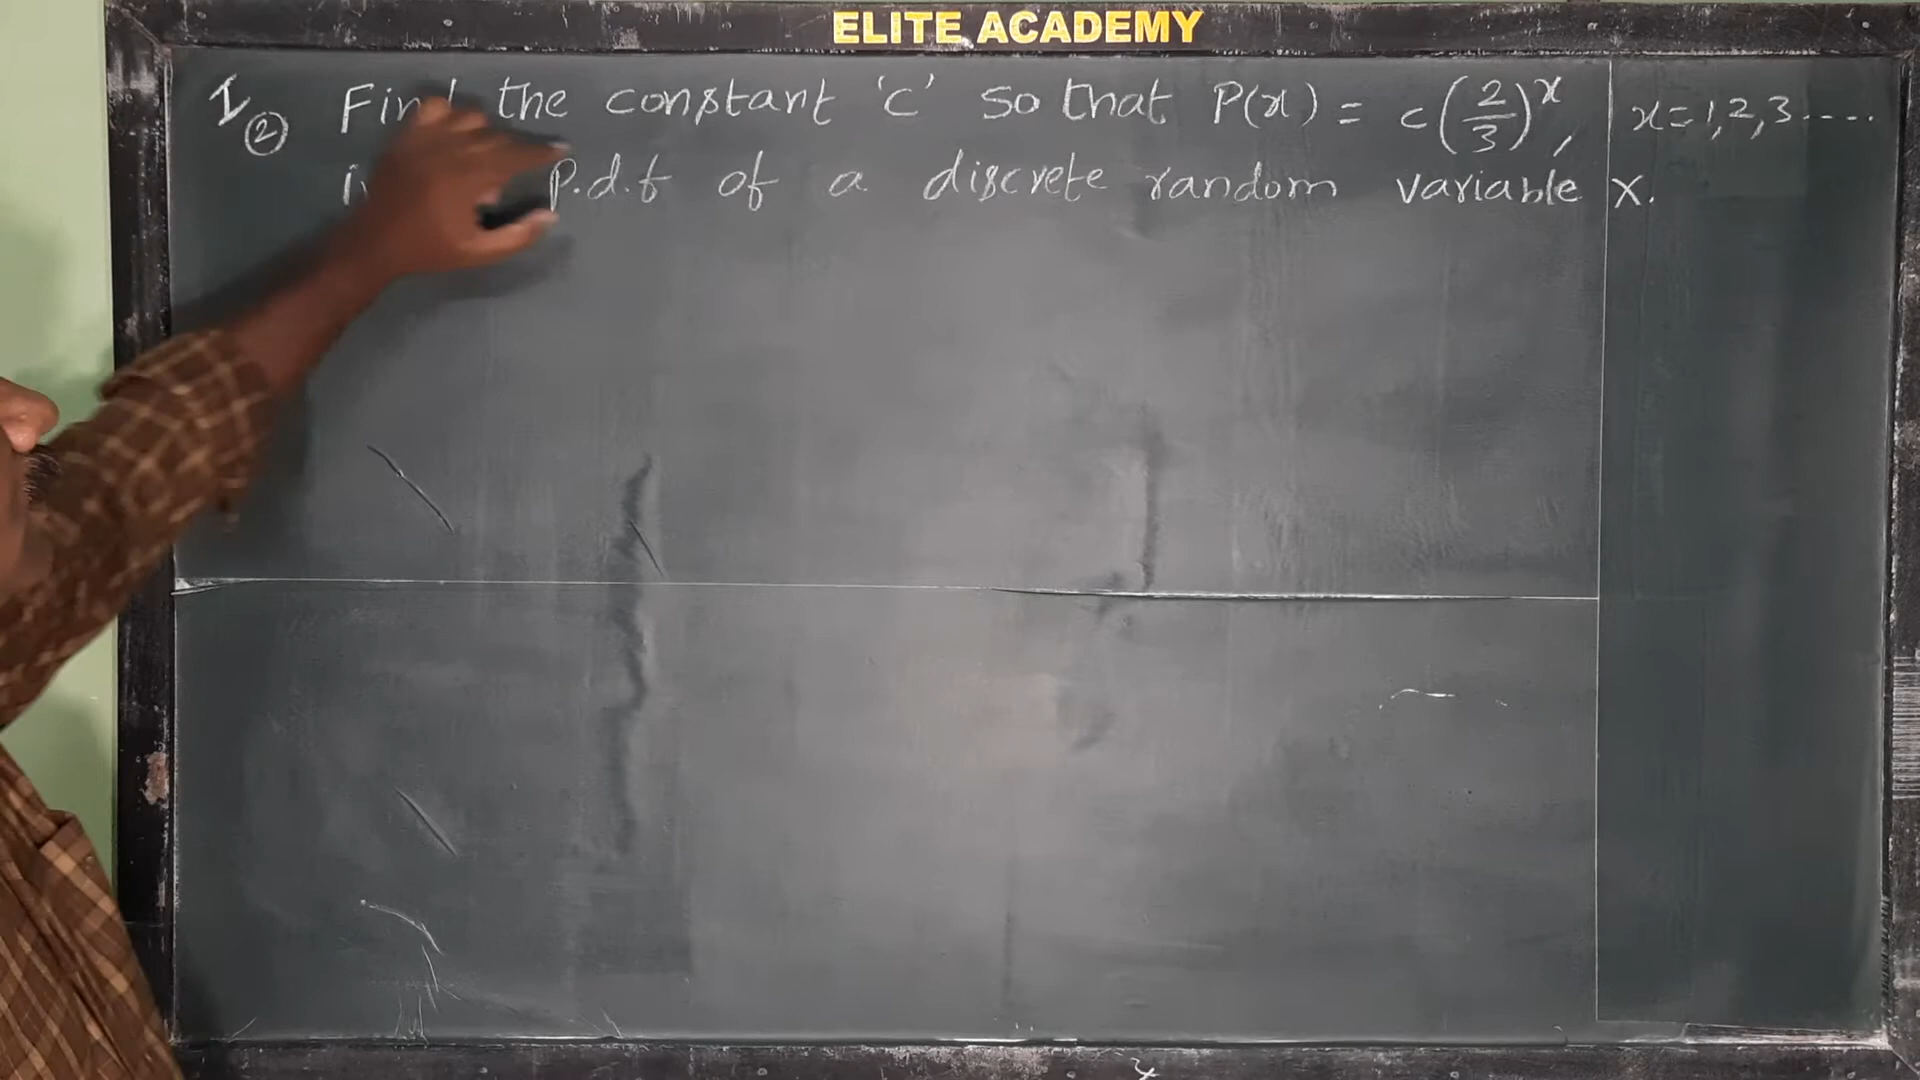 ELITE ACADEMY
I ② the constant 'c' so that P(x) = c(2/3)^x, x=1,2,3.....
P.d.f of a discrete random variable X.